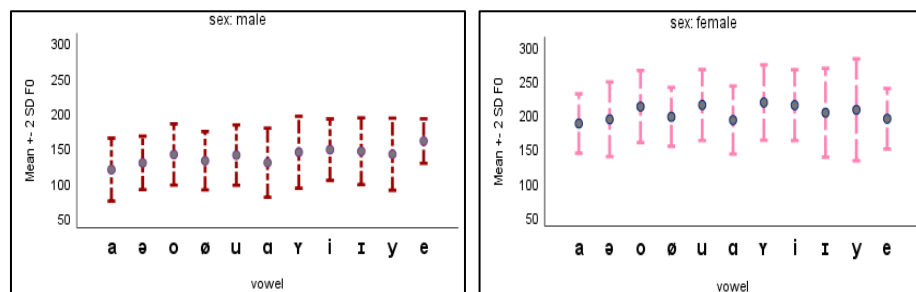 sex: male
Mean +- 2 SD F0
300
250
200
150
100
50
a ə o ø u ɑ ʏ i ɪ y e
vowel
sex: female
Mean +- 2 SD F0
300
250
200
150
100
50
a ə o ø u ɑ ʏ i ɪ y e
vowel